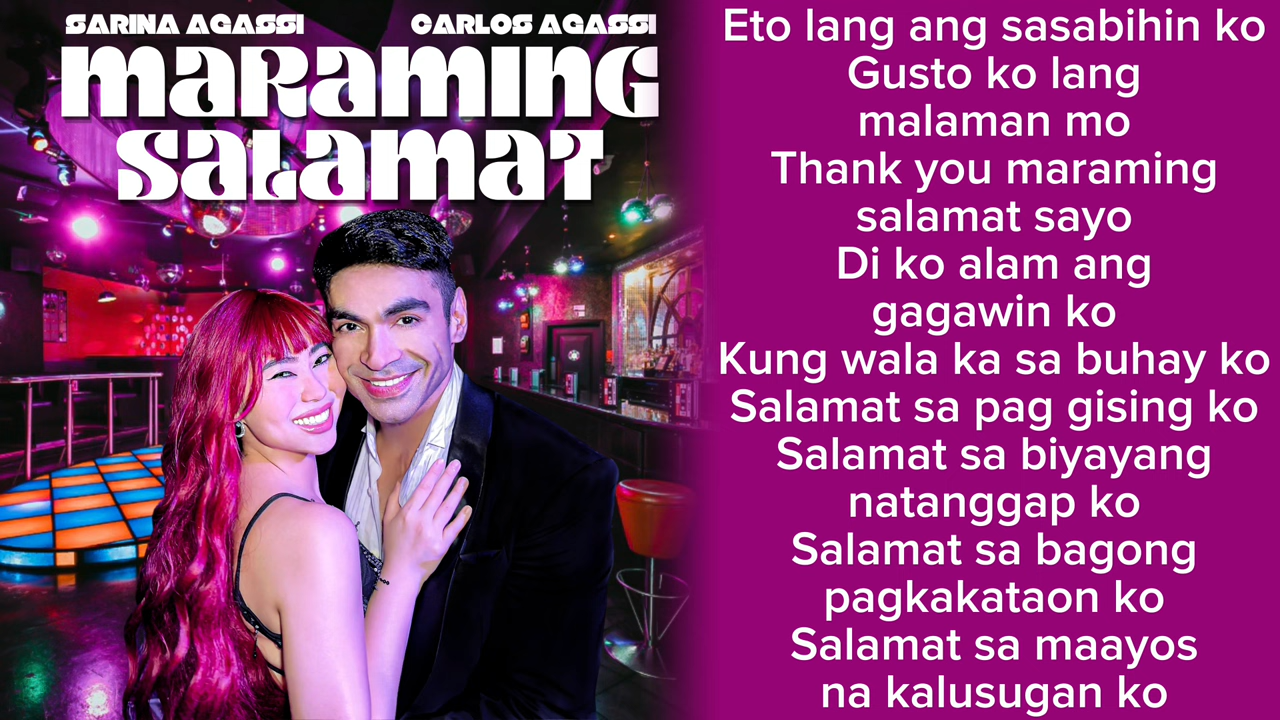 SARINA AGASSI
CARLOS AGASSI
MARAMING
SALAMAT
Eto lang ang sasabihin ko
Gusto ko lang
malaman mo
Thank you maraming
salamat sayo
Di ko alam ang
gagawin ko
Kung wala ka sa buhay ko
Salamat sa pag gising ko
Salamat sa biyayang
natanggap ko
Salamat sa bagong
pagkakataon ko
Salamat sa maayos
na kalusugan ko